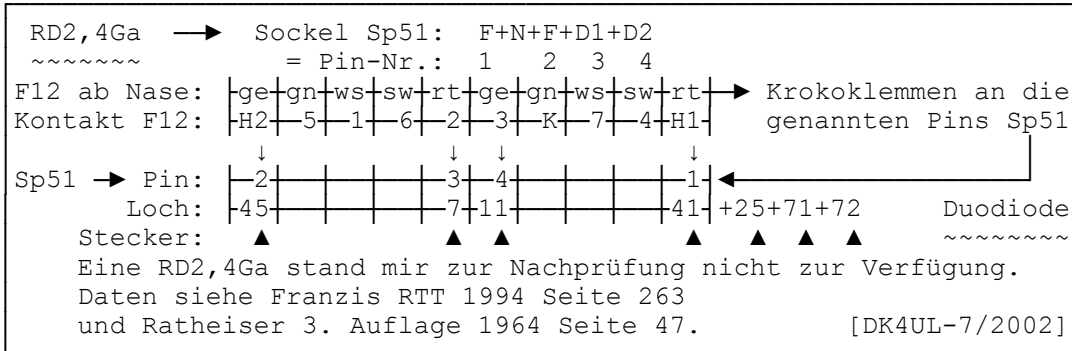 RD2,4Ga ──► Sockel Sp51: F+N+F+D1+D2
~~~~~~~ = Pin-Nr.: 1 2 3 4
F12 ab Nase: ├ge┼gn┼ws┼sw┼rt┼ge┼gn┼ws┼sw┼rt┼─► Krokoklemmen an die
Kontakt F12: ├H2┼─5┼─1┼─6┼─2┼─3┼─K┼─7┼─4┼H1┤ genannten Pins Sp51
↓ ↓ ↓ ↓
Sp51 ─► Pin: ├─2┼──┼──┼──┼─3┼─4┼──┼──┼──┼─1┤◄
Loch: ├45┼──┼──┼──┼─7┼11┼──┼──┼──┼41┤+25+71+72 Duodiode
Stecker: ▲ ▲ ▲ ▲ ▲ ▲ ▲ ~~~~~~~~
Eine RD2,4Ga stand mir zur Nachprüfung nicht zur Verfügung.
Daten siehe Franzis RTT 1994 Seite 263
und Ratheiser 3. Auflage 1964 Seite 47. [DK4UL-7/2002]